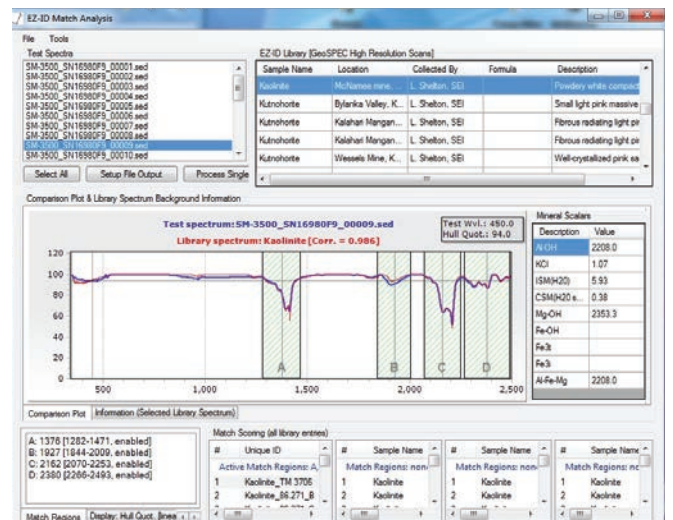 EZ-ID Match Analysis
File Tools
Test Spectra
SM-3500_SN16980F9_00001.sed
SM-3500_SN16980F9_00002.sed
SM-3500_SN16980F9_00003.sed
SM-3500_SN16980F9_00004.sed
SM-3500_SN16980F9_00005.sed
SM-3500_SN16980F9_00006.sed
SM-3500_SN16980F9_00007.sed
SM-3500_SN16980F9_00008.sed
SM-3500_SN16980F9_00009.sed
SM-3500_SN16980F9_00010.sed
Select All Setup File Output Process Single
EZ-ID Library [GeoSPEC High Resolution Scans]
Sample Name Location Collected By Formula Description
Kaolinite McNamee mine, ... L. Shelton, SEI Powdery white compact
Kutnohorite Bylanka Valley, K... L. Shelton, SEI Small light pink massive
Kutnohorite Kalahari Mangan... L. Shelton, SEI Fibrous radiating light pir
Kutnohorite Kalahari Mangan... L. Shelton, SEI Fibrous radiating light pir
Kutnohorite Wessels Mine, K... L. Shelton, SEI Well-crystallized pink sa
Comparison Plot & Library Spectrum Background Information
Test spectrum: SM-3500_SN16980F9_00009.sed
Library spectrum: Kaolinite [Corr. = 0.986]
Test Wvl.: 450.0
Hull Quot.: 94.0
120
100
80
60
40
20
0
A B C D
500 1,000 1,500 2,000 2,500
Mineral Scalars
Description Value
Al-OH 2208.0
KCI 1.07
ISM(H2O) 5.93
CSM(H2O e... 0.38
Mg-OH 2353.3
Fe-OH
Fe3t
Fe3i
Al-Fe-Mg 2208.0
Comparison Plot Information (Selected Library Spectrum)
A: 1376 [1282-1471, enabled]
B: 1927 [1844-2009, enabled]
C: 2162 [2070-2253, enabled]
D: 2380 [2266-2493, enabled]
Match Regions Display: Hull Quot. [linea
Match Scoring (all library entries)
# Unique ID # Sample Name # Sample Name # Sample Name
Active Match Regions: A, Match Regions: non Match Regions: non Match Regions: nc
1 Kaolinite_TM 3706 1 Kaolinite 1 Kaolinite 1 Kaolinite
2 Kaolinite_86.271_B 2 Kaolinite 2 Kaolinite 2 Kaolinite